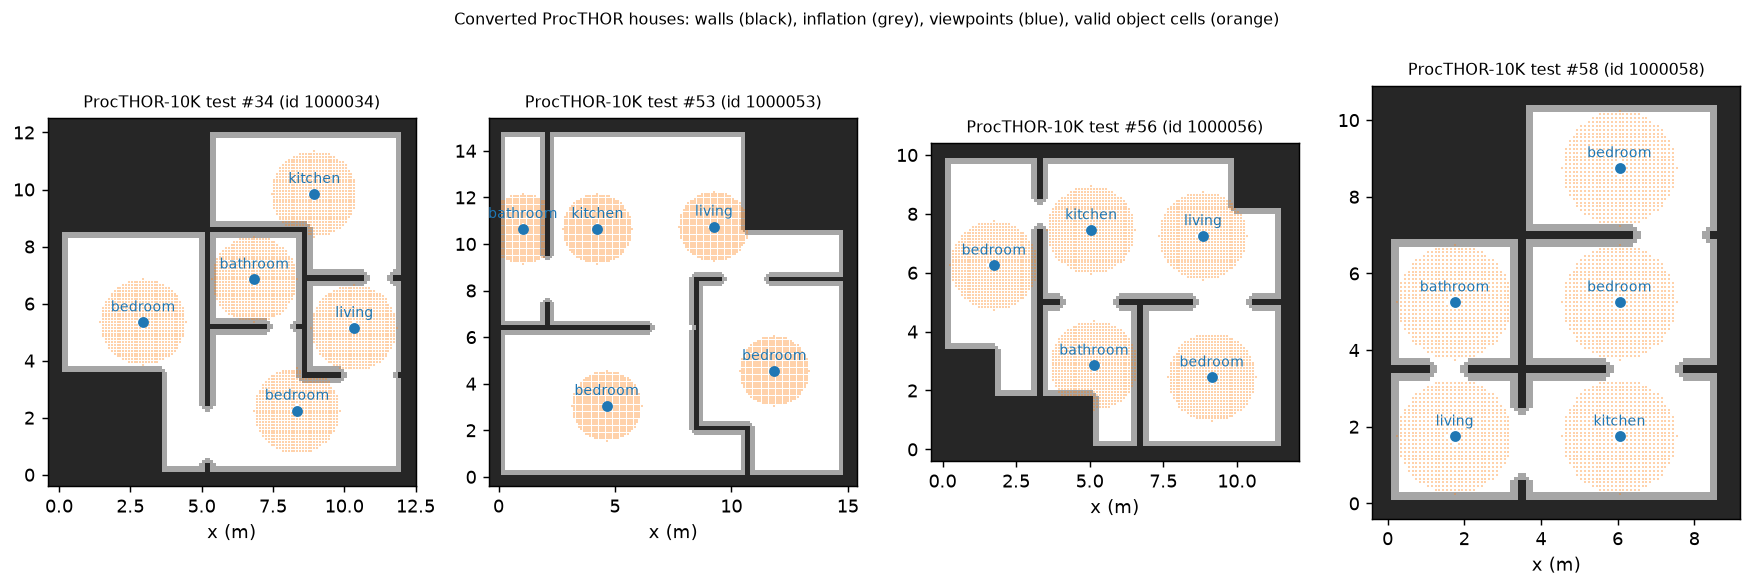 Converted ProcTHOR houses: walls (black), inflation (grey), viewpoints (blue), valid object cells (orange)
ProcTHOR-10K test #34 (id 1000034)
12
10
8
6
4
2
0
kitchen
bathroom
bedroom
living
bedroom
0.0 2.5 5.0 7.5 10.0 12.5
x (m)
ProcTHOR-10K test #53 (id 1000053)
14
12
10
8
6
4
2
0
bathroom kitchen living
bedroom
bedroom
0 5 10 15
x (m)
ProcTHOR-10K test #56 (id 1000056)
10
8
6
4
2
0
kitchen living
bedroom
bathroom
bedroom
0.0 2.5 5.0 7.5 10.0
x (m)
ProcTHOR-10K test #58 (id 1000058)
10
8
6
4
2
0
bedroom
bathroom bedroom
living kitchen
0 2 4 6 8
x (m)